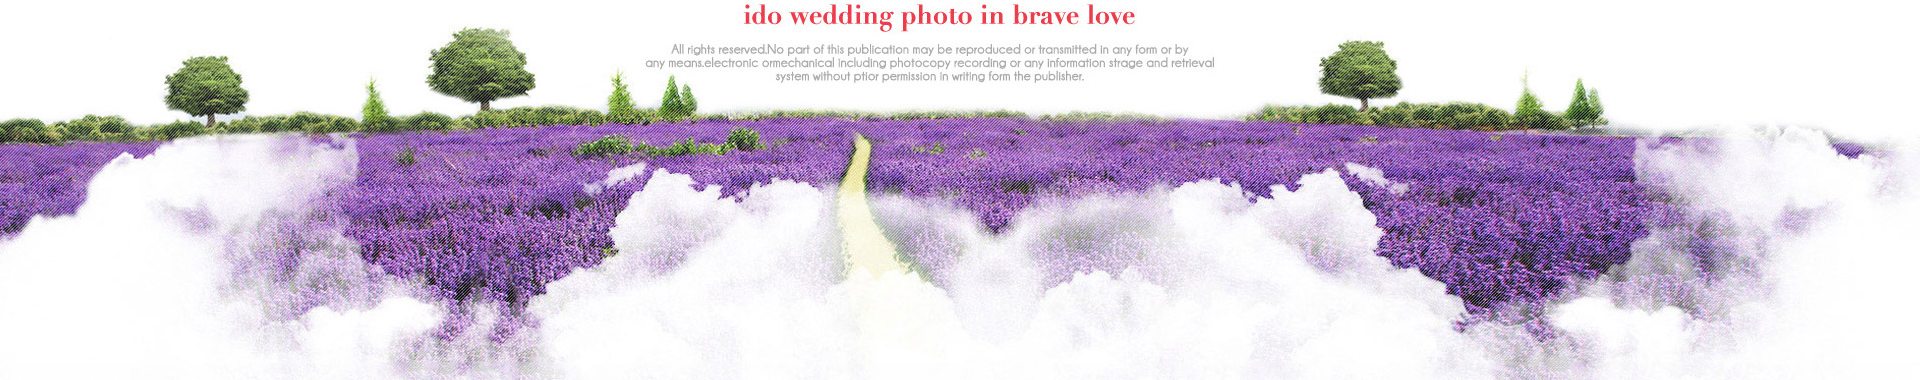 ido wedding photo in brave love
All rights reserved.No part of this publication may be reproduced or transmitted in any form or by
any means.electronic ormechanical including photocopy recording or any information strage and retrieval
system without ptior permission in writing form the publisher.